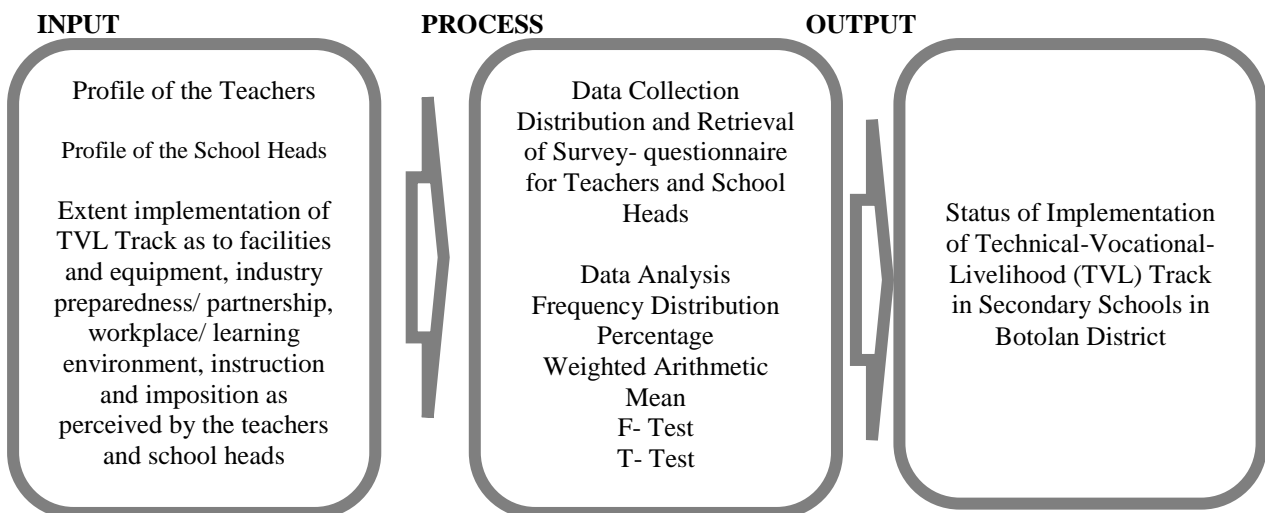 INPUT
PROCESS
OUTPUT
Profile of the Teachers
Profile of the School Heads
Extent implementation of
TVL Track as to facilities
and equipment, industry
preparedness/ partnership,
workplace/ learning
environment, instruction
and imposition as
perceived by the teachers
and school heads
Data Collection
Distribution and Retrieval
of Survey- questionnaire
for Teachers and School
Heads
Data Analysis
Frequency Distribution
Percentage
Weighted Arithmetic
Mean
F- Test
T- Test
Status of Implementation
of Technical-Vocational-
Livelihood (TVL) Track
in Secondary Schools in
Botolan District